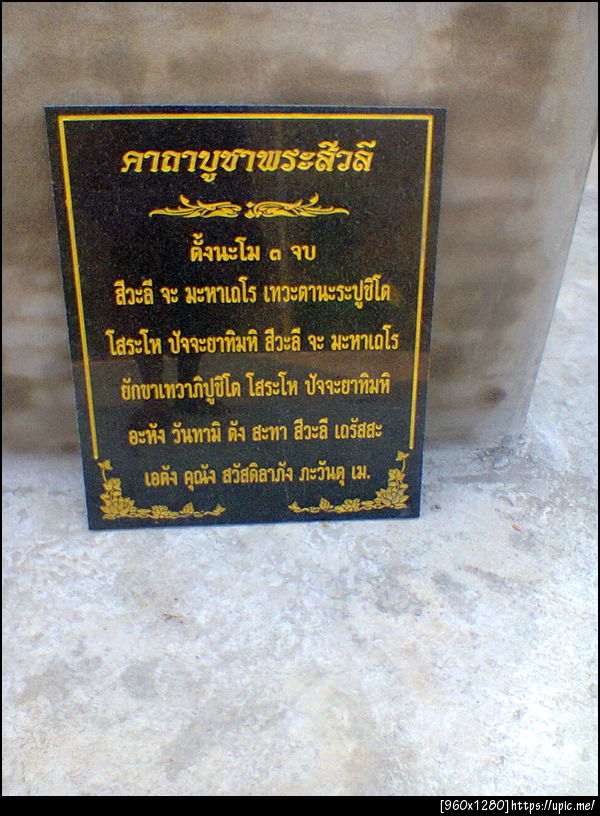 คาถาบูชาพระสีวลี
ตั้งนะโม ๓ จบ
สีวะลี จะ มะหาเถโร เทวะตานะระปูชิโต
โสระโห ปัจจะยาทิมหิ สีวะลี จะ มะหาเถโร
ยักขาเทวาภิปูชิโต โสระโห ปัจจะยาทิมหิ
อะหัง วันทามิ ตัง สะทา สีวะลี เถรัสสะ
เอตัง คุณัง สวัสดิลาภัง ภะวันตุ เม.
[960x1280]https://upic.me/